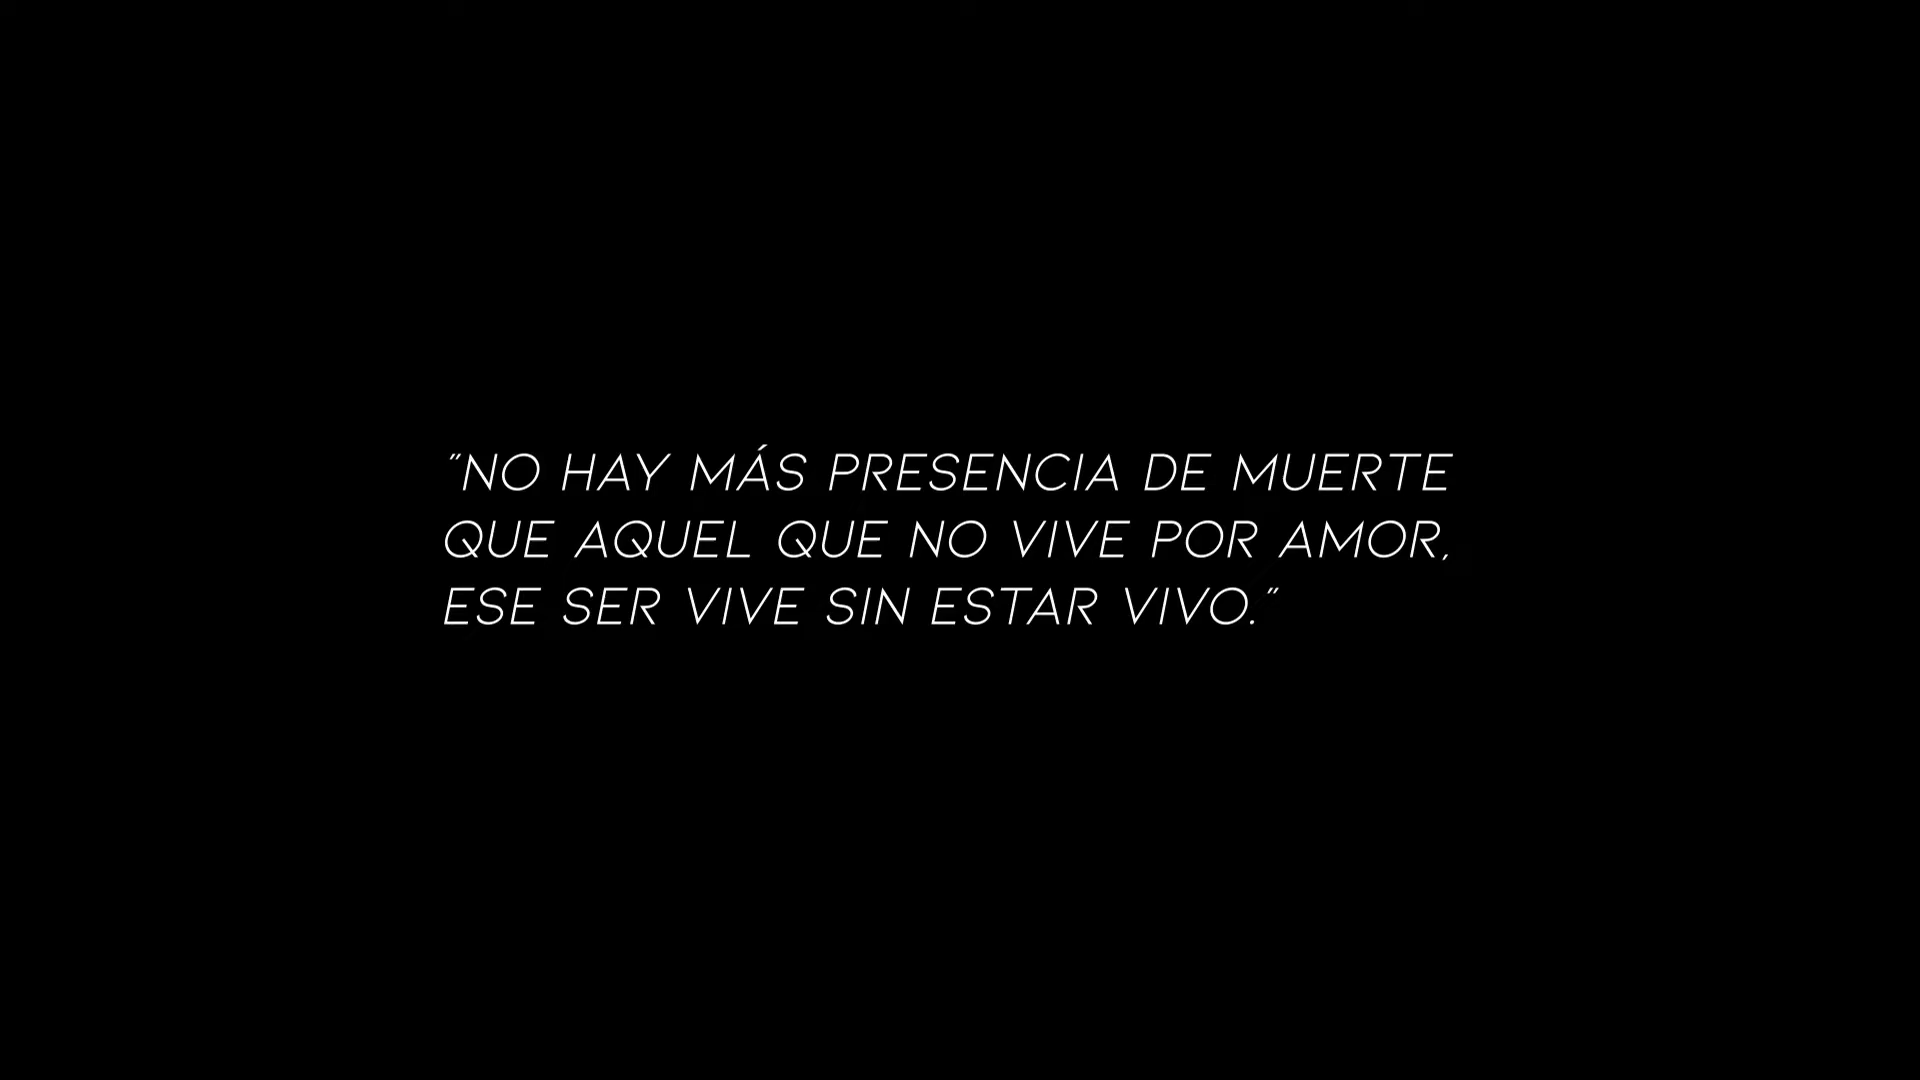 "NO HAY MÁS PRESENCIA DE MUERTE
QUE AQUEL QUE NO VIVE POR AMOR,
ESE SER VIVE SIN ESTAR VIVO."